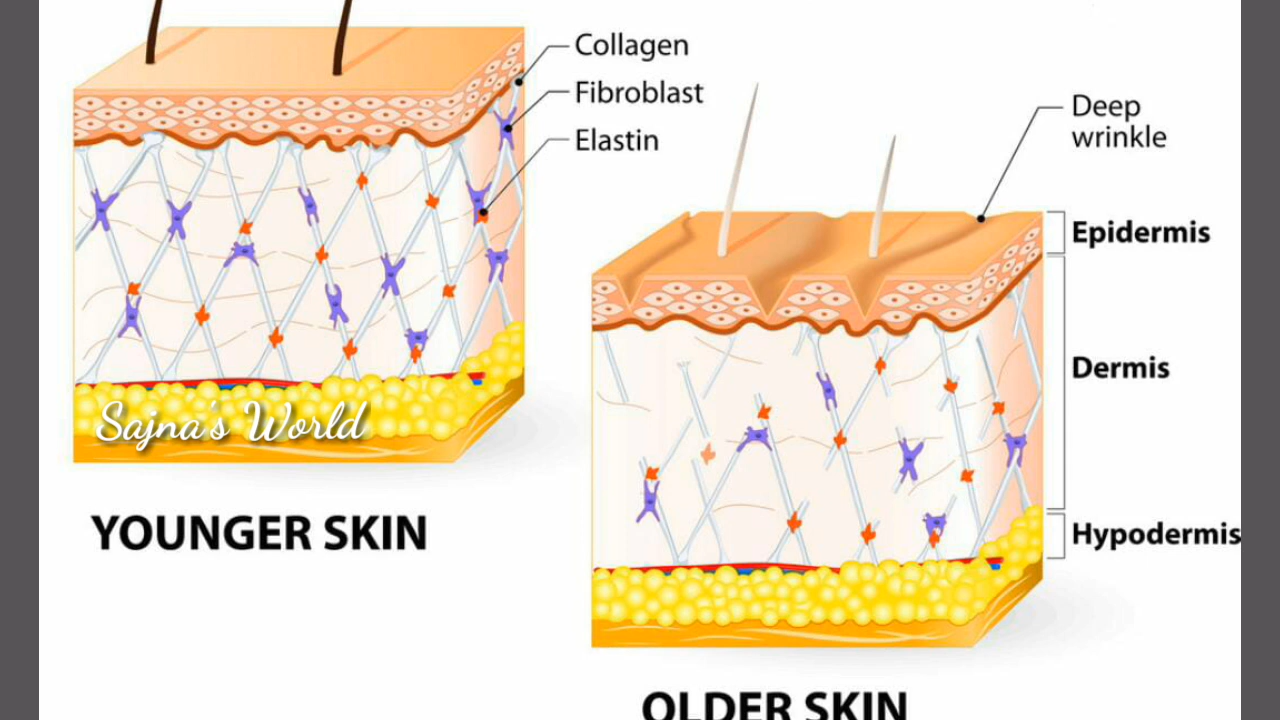 Collagen
Fibroblast
Elastin
Deep
wrinkle
Epidermis
Dermis
Hypodermis
Sajna's World
YOUNGER SKIN
OLDER SKIN